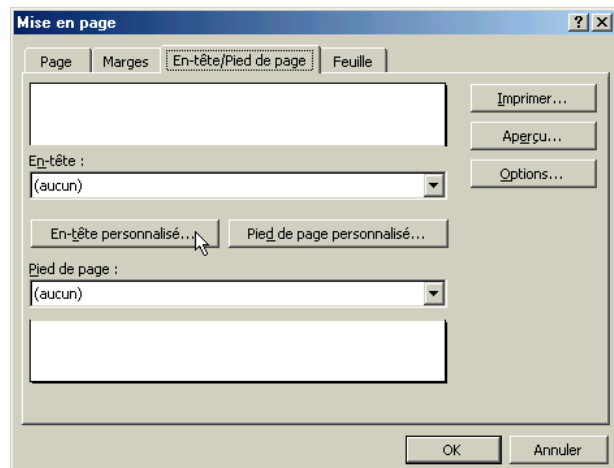 Mise en page
Page Marges En-tête/Pied de page Feuille
Imprimer...
Aperçu...
En-tête :
Options...
(aucun)
En-tête personnalisé... Pied de page personnalisé...
Pied de page :
(aucun)
OK Annuler